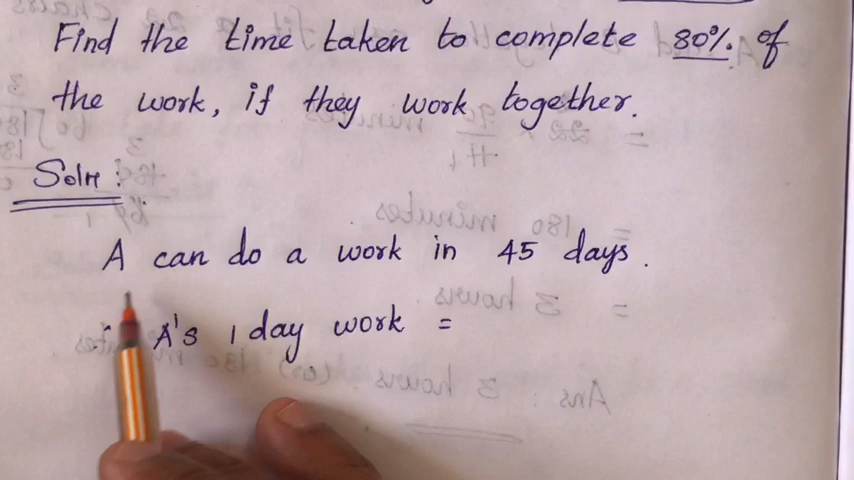 Find the time taken to complete 80% of
the work, if they work together.
Soln:
A can do a work in 45 days.
A's 1 day work =